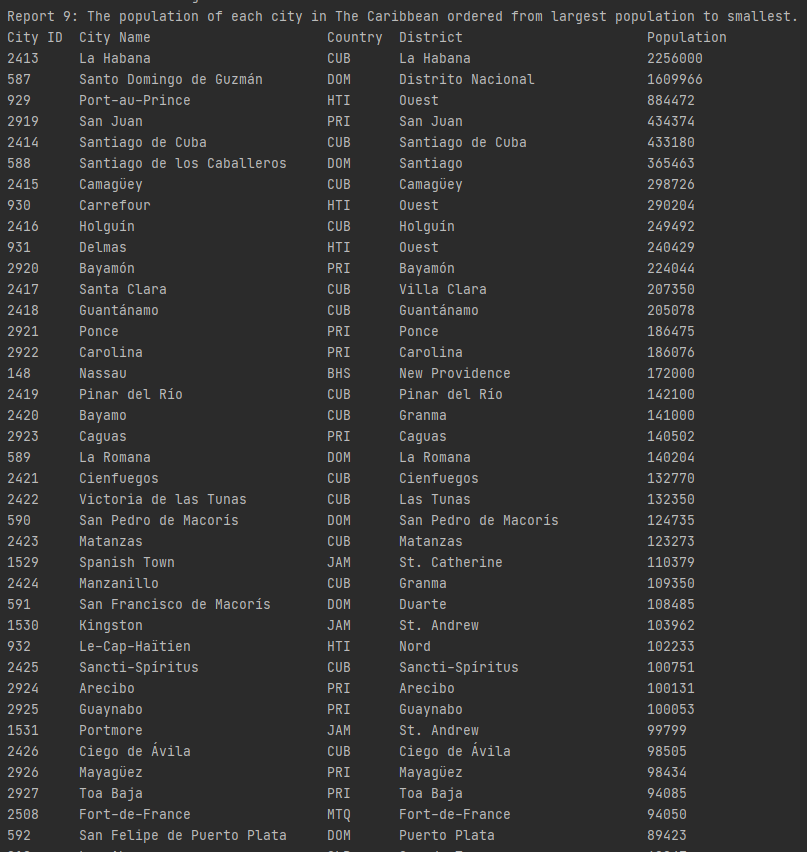 Report 9: The population of each city in The Caribbean ordered from largest population to smallest.
City ID City Name Country District Population
2413 La Habana CUB La Habana 2256000
587 Santo Domingo de Guzmán DOM Distrito Nacional 1609966
929 Port-au-Prince HTI Ouest 884472
2919 San Juan PRI San Juan 434374
2414 Santiago de Cuba CUB Santiago de Cuba 433180
588 Santiago de los Caballeros DOM Santiago 365463
2415 Camagüey CUB Camagüey 298726
930 Carrefour HTI Ouest 290204
2416 Holguín CUB Holguín 249492
931 Delmas HTI Ouest 240429
2920 Bayamón PRI Bayamón 224044
2417 Santa Clara CUB Villa Clara 207350
2418 Guantánamo CUB Guantánamo 205078
2921 Ponce PRI Ponce 186475
2922 Carolina PRI Carolina 186076
148 Nassau BHS New Providence 172000
2419 Pinar del Río CUB Pinar del Río 142100
2420 Bayamo CUB Granma 141000
2923 Caguas PRI Caguas 140502
589 La Romana DOM La Romana 140204
2421 Cienfuegos CUB Cienfuegos 132770
2422 Victoria de las Tunas CUB Las Tunas 132350
590 San Pedro de Macorís DOM San Pedro de Macorís 124735
2423 Matanzas CUB Matanzas 123273
1529 Spanish Town JAM St. Catherine 110379
2424 Manzanillo CUB Granma 109350
591 San Francisco de Macorís DOM Duarte 108485
1530 Kingston JAM St. Andrew 103962
932 Le-Cap-Haïtien HTI Nord 102233
2425 Sancti-Spíritus CUB Sancti-Spíritus 100751
2924 Arecibo PRI Arecibo 100131
2925 Guaynabo PRI Guaynabo 100053
1531 Portmore JAM St. Andrew 99799
2426 Ciego de Ávila CUB Ciego de Ávila 98505
2926 Mayagüez PRI Mayagüez 98434
2927 Toa Baja PRI Toa Baja 94085
2508 Fort-de-France MTQ Fort-de-France 94050
592 San Felipe de Puerto Plata DOM Puerto Plata 89423